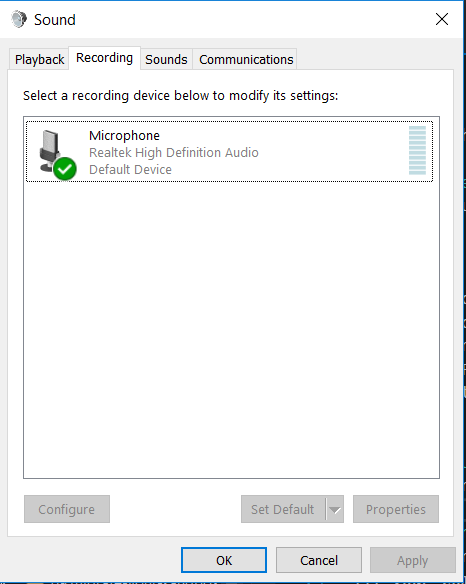 Sound
Playback Recording Sounds Communications
Select a recording device below to modify its settings:
Microphone
Realtek High Definition Audio
Default Device
Configure Set Default Properties
OK Cancel Apply